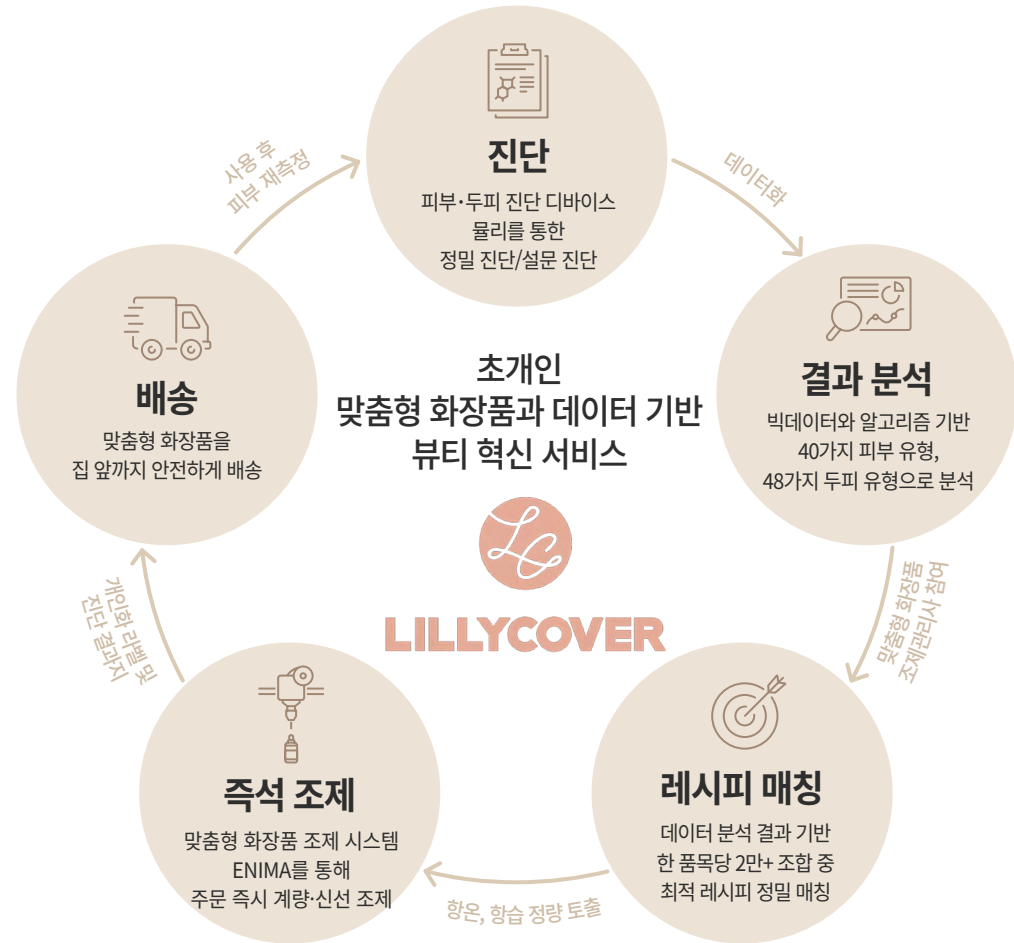 진단
피부·두피 진단 디바이스
뮬리를 통한
정밀 진단/설문 진단
데이터화
결과 분석
빅데이터와 알고리즘 기반
40가지 피부 유형,
48가지 두피 유형으로 분석
맞춤형 화장품
조제관리사 참여
레시피 매칭
데이터 분석 결과 기반
한 품목당 2만+ 조합 중
최적 레시피 정밀 매칭
항온, 항습 정량 토출
즉석 조제
맞춤형 화장품 조제 시스템
ENIMA를 통해
주문 즉시 계량·신선 조제
개인화 라벨 및
진단 결과지
배송
맞춤형 화장품을
집 앞까지 안전하게 배송
사용 후
피부 재측정
초개인
맞춤형 화장품과 데이터 기반
뷰티 혁신 서비스
LC
LILLYCOVER